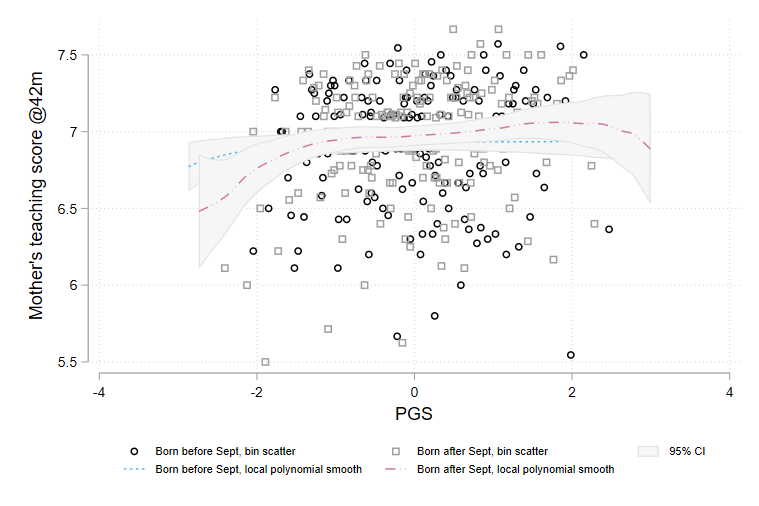 Mother's teaching score @42m
7.5
7
6.5
6
5.5
-4 -2 0 2 4
PGS
Born before Sept, bin scatter Born after Sept, bin scatter 95% CI
Born before Sept, local polynomial smooth Born after Sept, local polynomial smooth